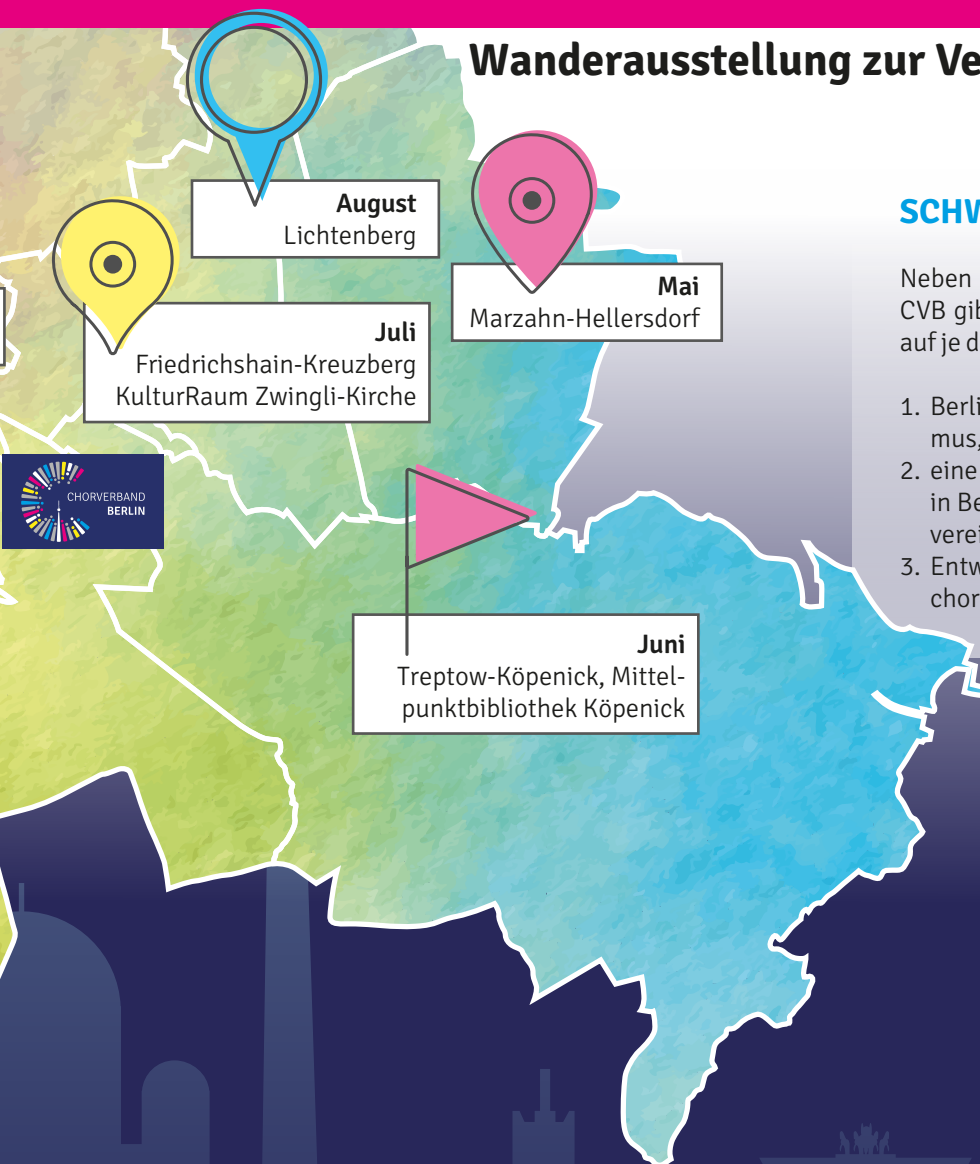 Wanderausstellung zur Ve
August
Lichtenberg
Mai
Marzahn-Hellersdorf
Juli
Friedrichshain-Kreuzberg
KulturRaum Zwingli-Kirche
CHORVERBAND
BERLIN
Juni
Treptow-Köpenick, Mittel-
punktbibliothek Köpenick
SCHW
Neben
CVB gib
auf je d
1. Berli
mus,
2. eine
in Be
verei
3. Entw
chor